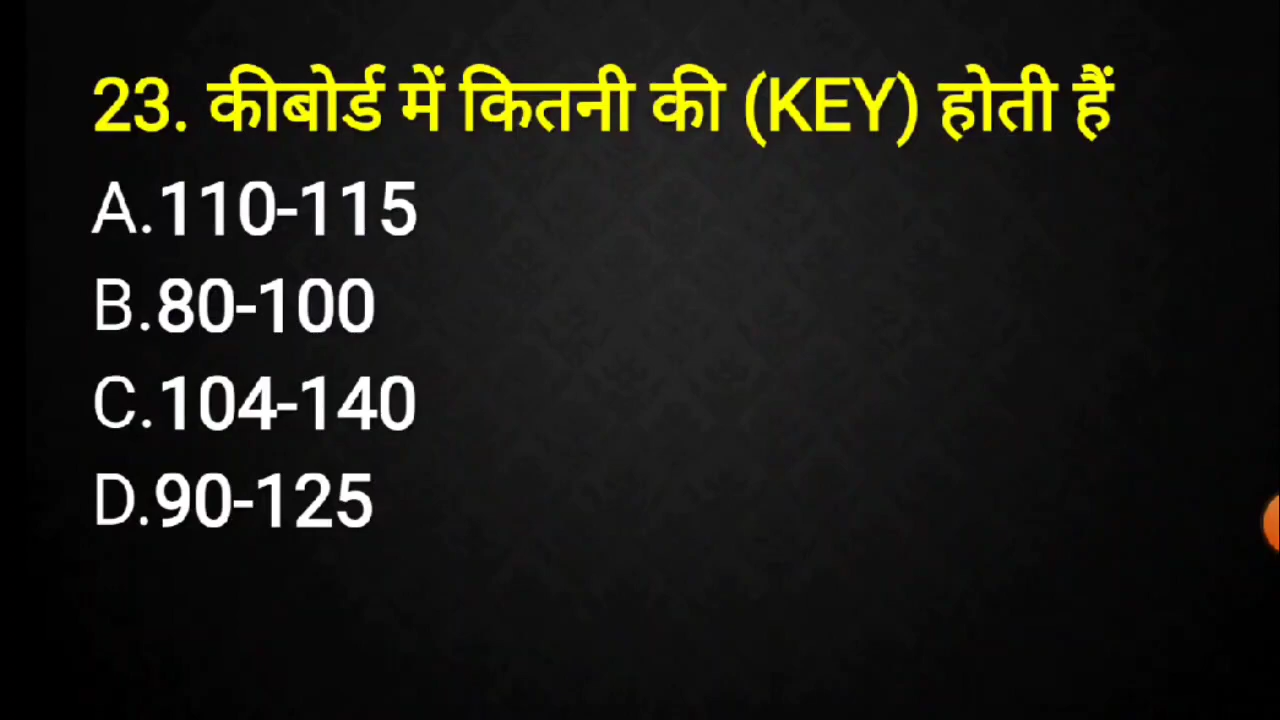 23. कीबोर्ड में कितनी की (KEY) होती हैं
A.110-115
B.80-100
C.104-140
D.90-125